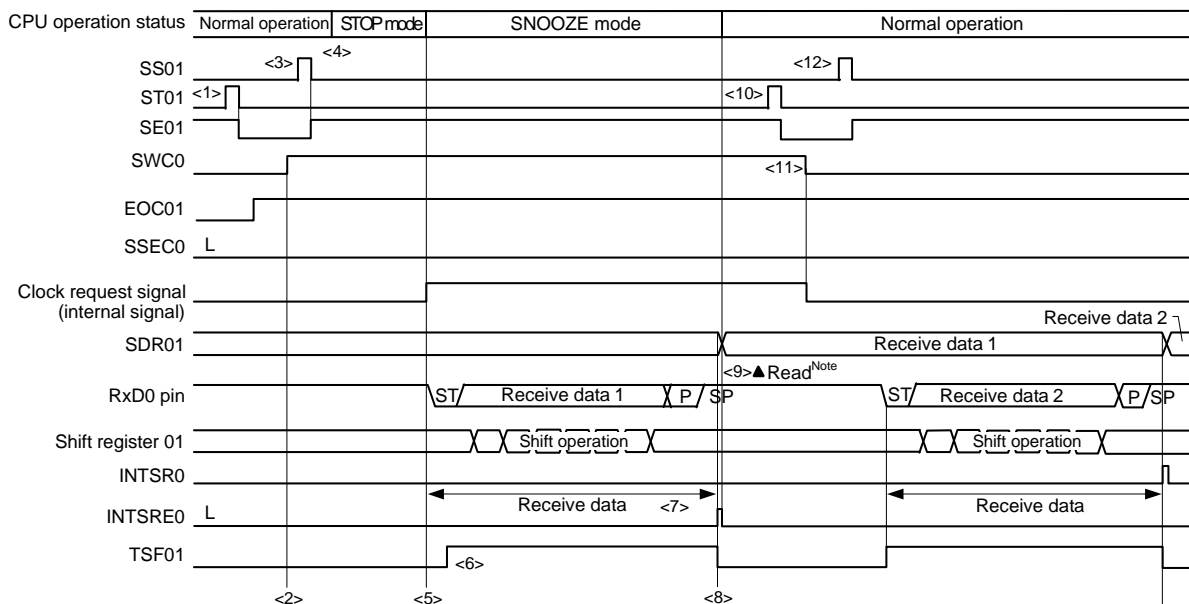 CPU operation status
Normal operation STOP mode SNOOZE mode Normal operation
<3> <4> <12>
SS01
<1> <10>
ST01
SE01
SWC0
<11>
EOC01
SSEC0 L
Clock request signal
(internal signal)
Receive data 2
SDR01 Receive data 1
<9>▲Read Note
RxD0 pin ST Receive data 1 P SP ST Receive data 2 P SP
Shift register 01 Shift operation Shift operation
INTSR0
Receive data <7> Receive data
INTSRE0 L
TSF01 <6>
<2> <5> <8>